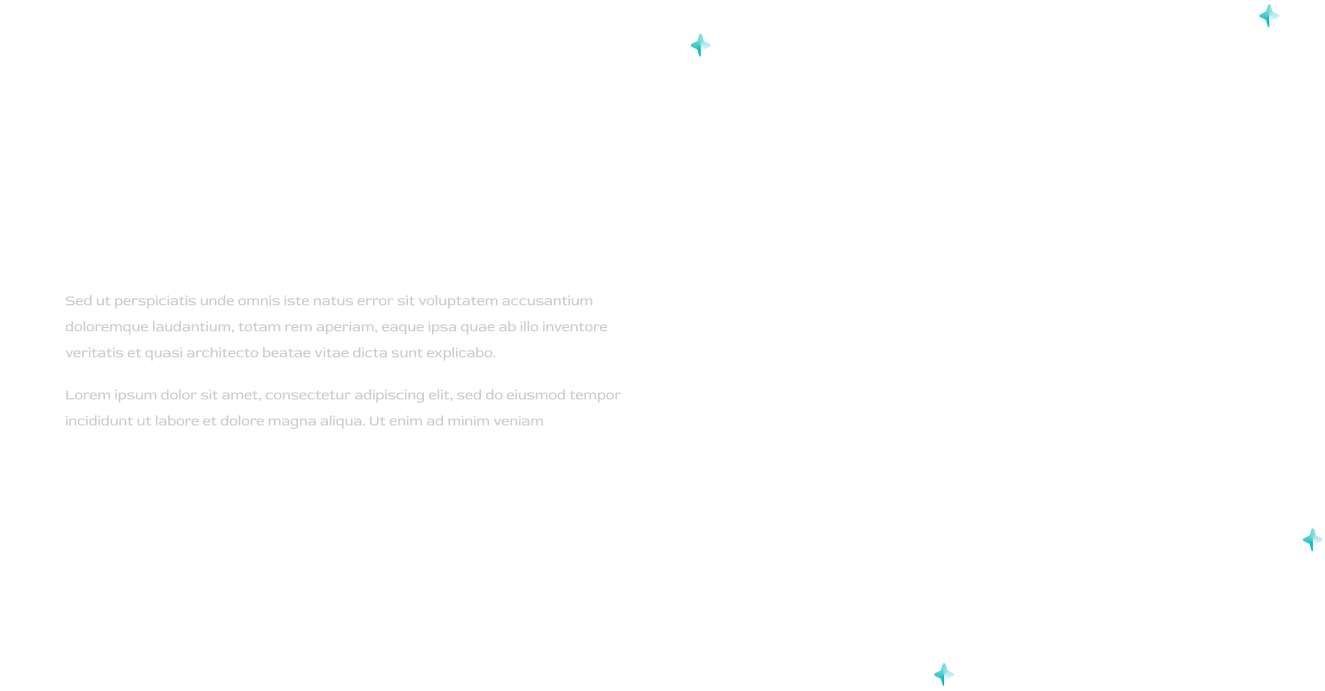 Sed ut perspiciatis unde omnis iste natus error sit voluptatem accusantium
doloremque laudantium, totam rem aperiam, eaque ipsa quae ab illo inventore
veritatis et quasi architecto beatae vitae dicta sunt explicabo.
Lorem ipsum dolor sit amet, consectetur adipiscing elit, sed do eiusmod tempor
incididunt ut labore et dolore magna aliqua. Ut enim ad minim veniam